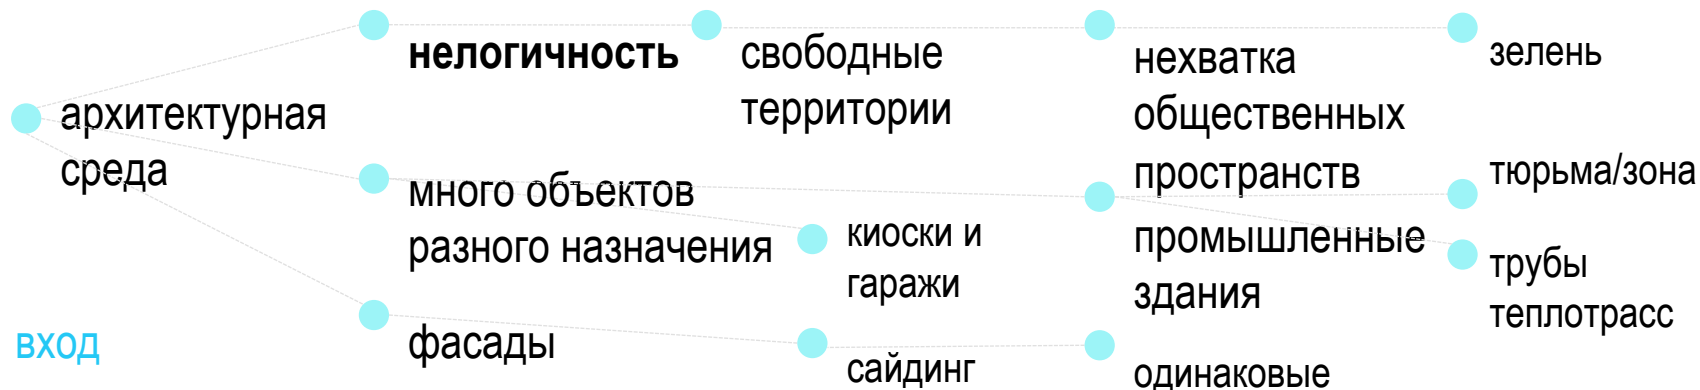 архитектурная
среда
нелогичность
свободные
территории
нехватка
общественных
пространств
зелень
много объектов
разного назначения
киоски и
гаражи
промышленные
здания
тюрьма/зона
трубы
теплотрасс
фасады
сайдинг
одинаковые
вход